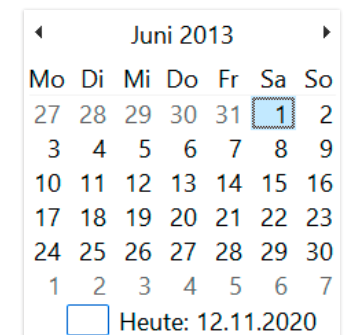 Juni 2013
Mo Di Mi Do Fr Sa So
27 28 29 30 31 1 2
3 4 5 6 7 8 9
10 11 12 13 14 15 16
17 18 19 20 21 22 23
24 25 26 27 28 29 30
1 2 3 4 5 6 7
Heute: 12.11.2020